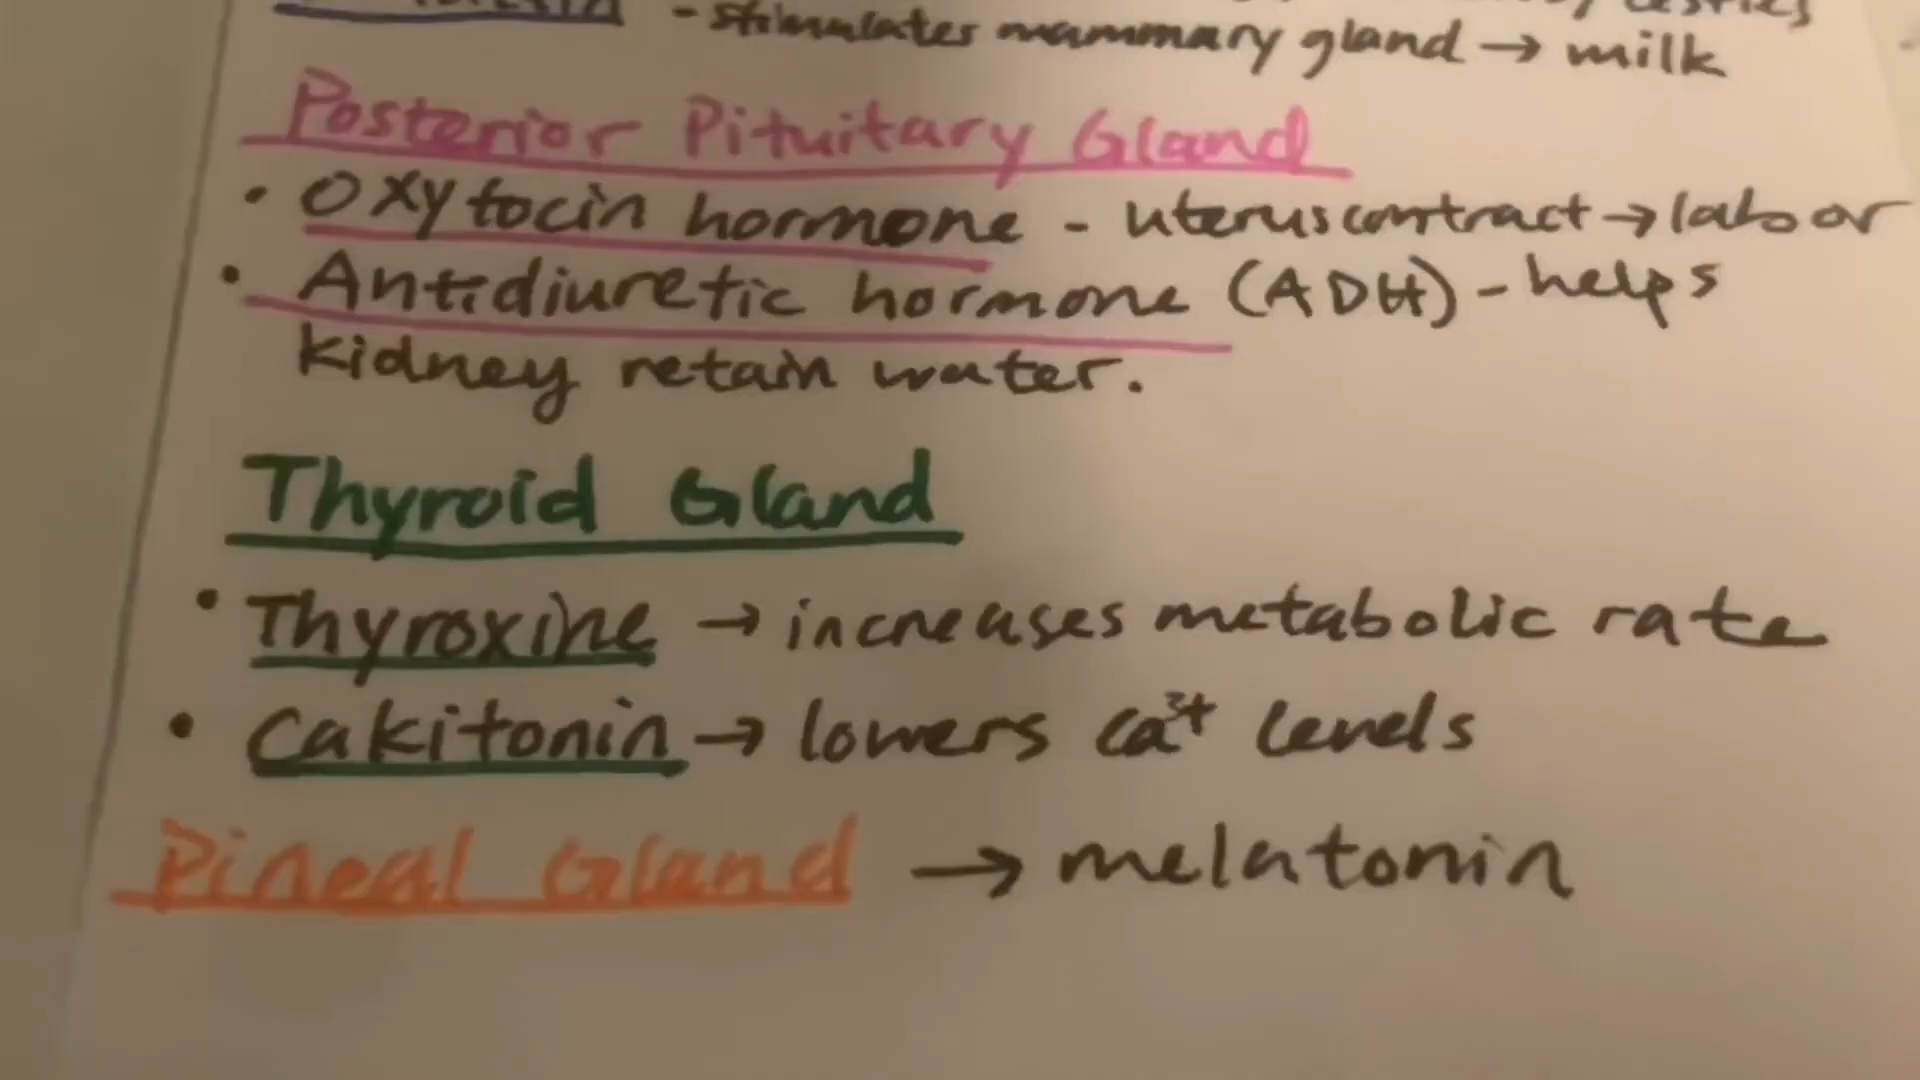 - stimulates mammary gland → milk
Posterior Pituitary Gland
• Oxytocin hormone - uterus contract → labor
• Antidiuretic hormone (ADH) - helps
kidney retain water.
Thyroid Gland
• Thyroxine → increases metabolic rate
• Calcitonin → lowers Ca²⁺ levels
Pineal Gland → melatonin